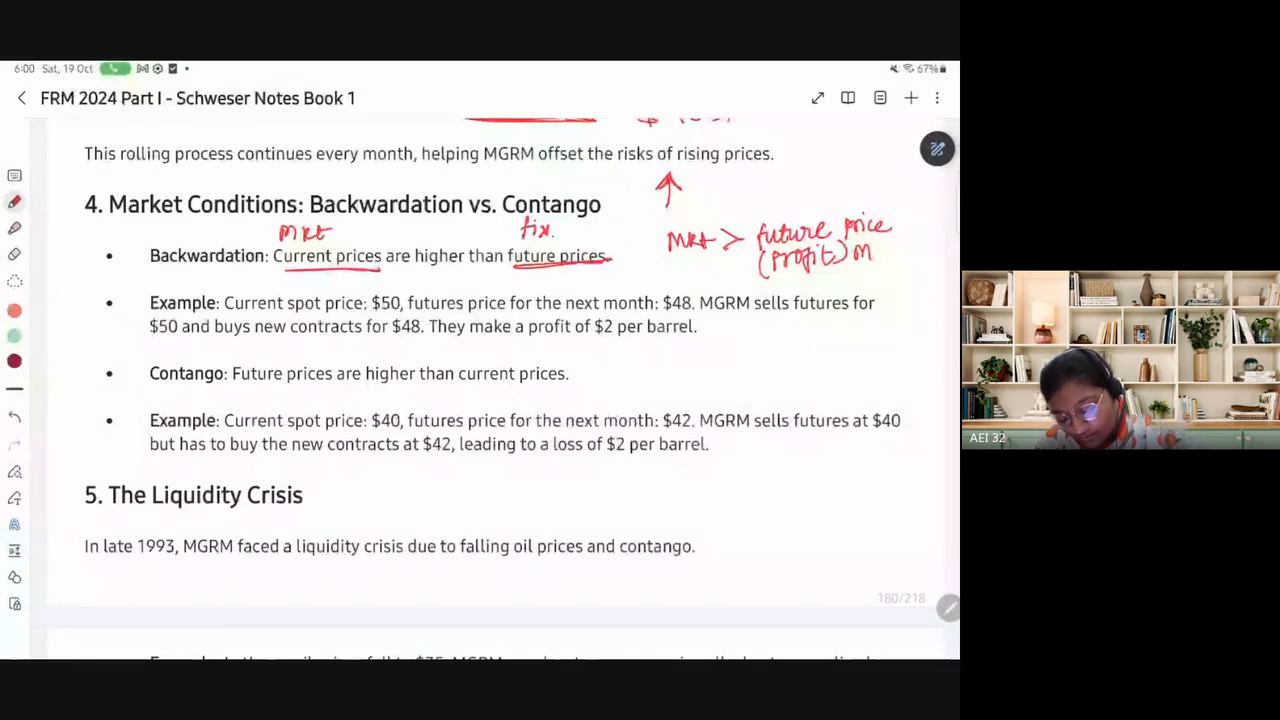 6:00 Sat, 19 Oct
67%
FRM 2024 Part I - Schweser Notes Book 1
This rolling process continues every month, helping MGRM offset the risks of rising prices.
4. Market Conditions: Backwardation vs. Contango
Mkt
fix.
Mkt > future price
(profit) M
• Backwardation: Current prices are higher than future prices.
• Example: Current spot price: $50, futures price for the next month: $48. MGRM sells futures for
$50 and buys new contracts for $48. They make a profit of $2 per barrel.
• Contango: Future prices are higher than current prices.
• Example: Current spot price: $40, futures price for the next month: $42. MGRM sells futures at $40
but has to buy the new contracts at $42, leading to a loss of $2 per barrel.
5. The Liquidity Crisis
In late 1993, MGRM faced a liquidity crisis due to falling oil prices and contango.
180/218
AEI 32